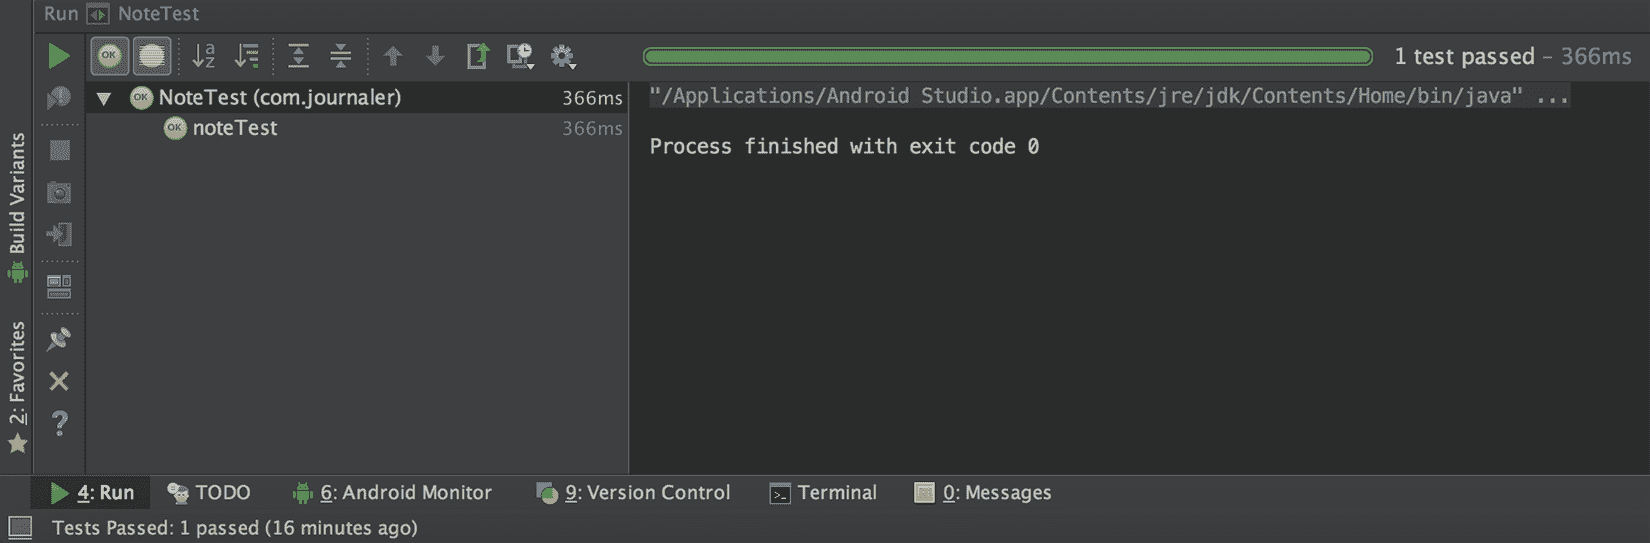 Run NoteTest
1 test passed – 366ms
NoteTest (com.journaler) 366ms
noteTest 366ms
"/Applications/Android Studio.app/Contents/jre/jdk/Contents/Home/bin/java" ...
Process finished with exit code 0
Build Variants
2: Favorites
4: Run TODO 6: Android Monitor 9: Version Control Terminal 0: Messages
Tests Passed: 1 passed (16 minutes ago)